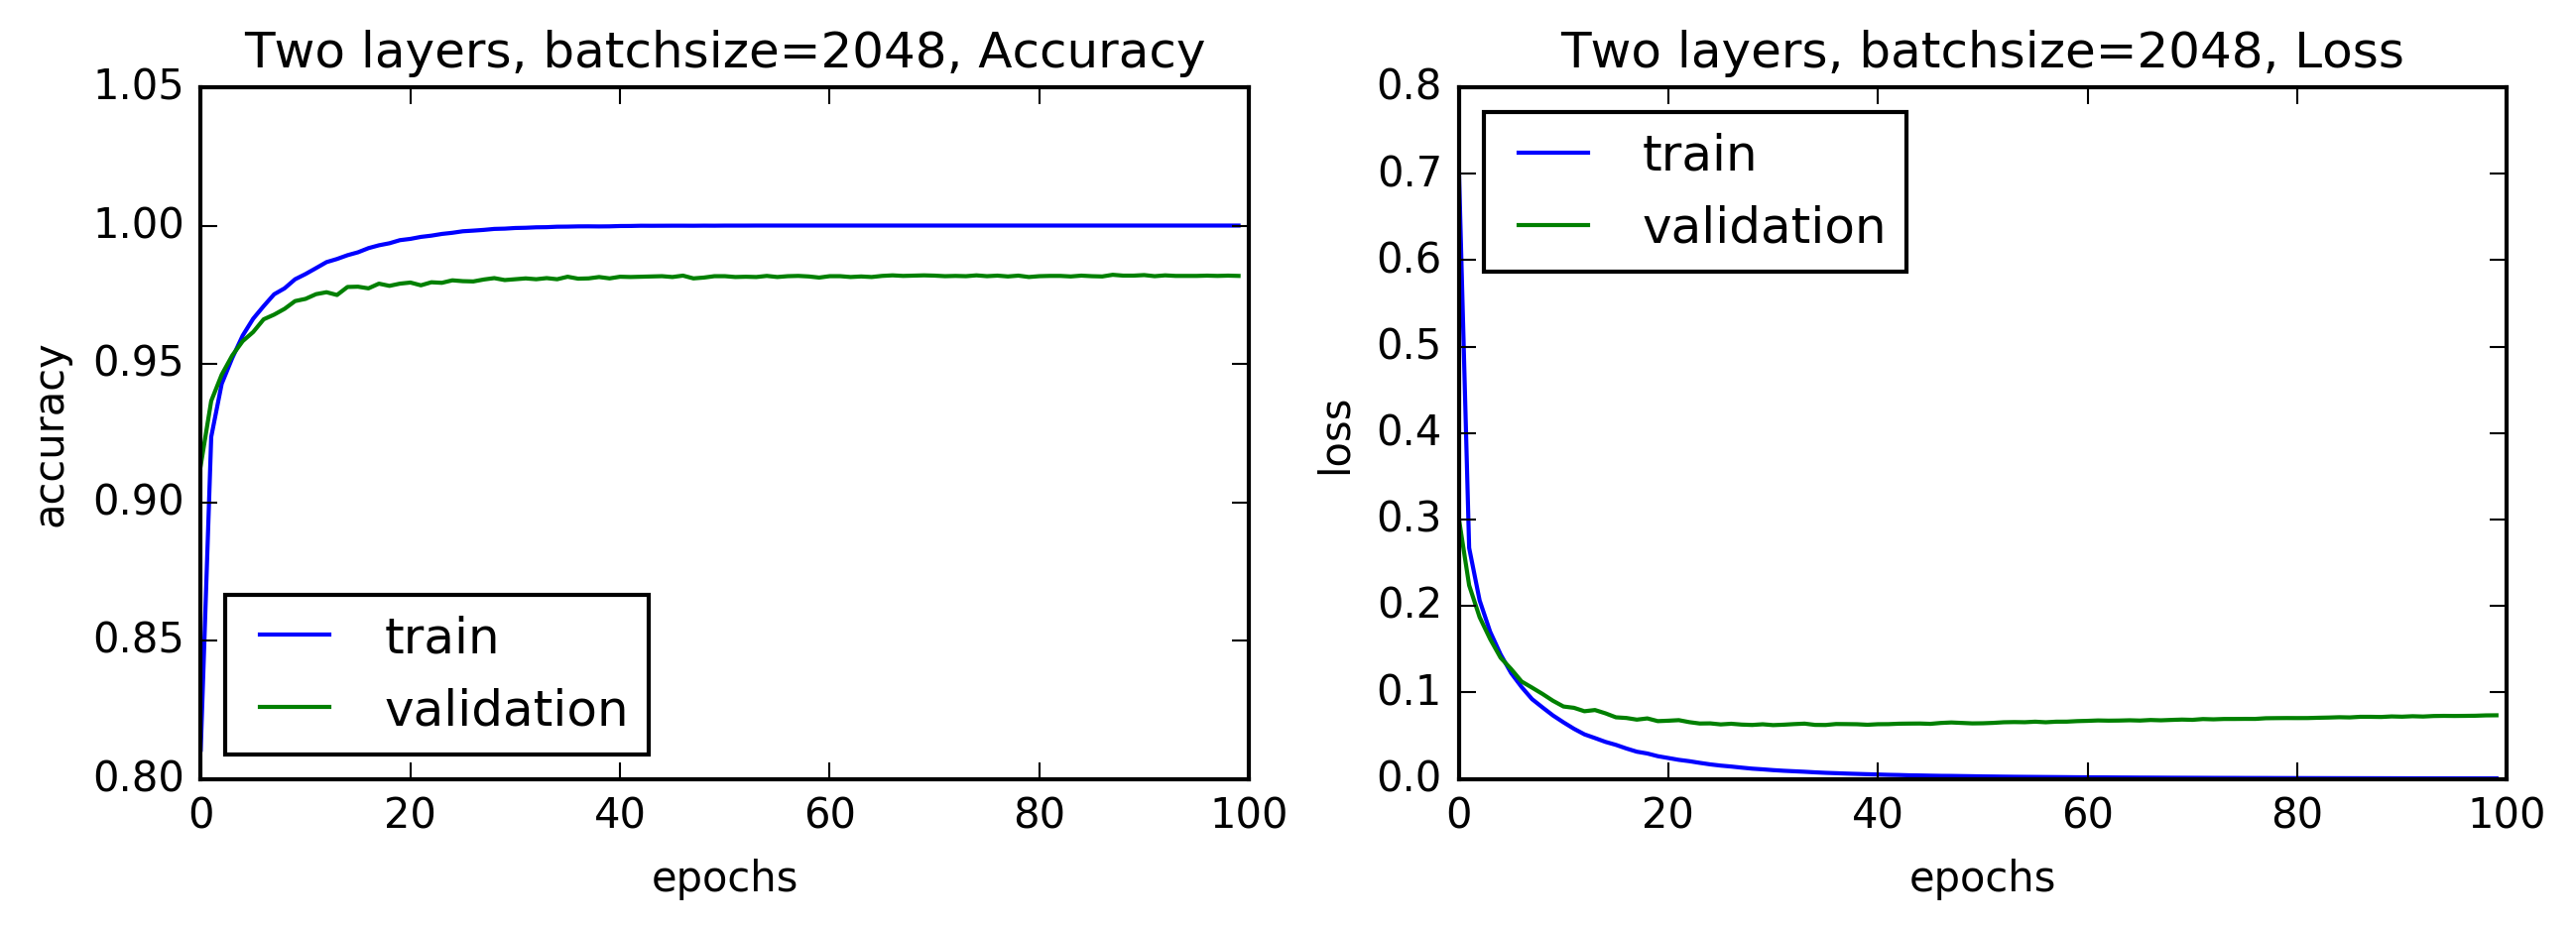 Two layers, batchsize=2048, Accuracy
1.05
1.00
0.95
0.90
0.85
0.80
accuracy
train
validation
0 20 40 60 80 100
epochs
Two layers, batchsize=2048, Loss
0.8
0.7
0.6
0.5
0.4
0.3
0.2
0.1
0.0
loss
train
validation
0 20 40 60 80 100
epochs